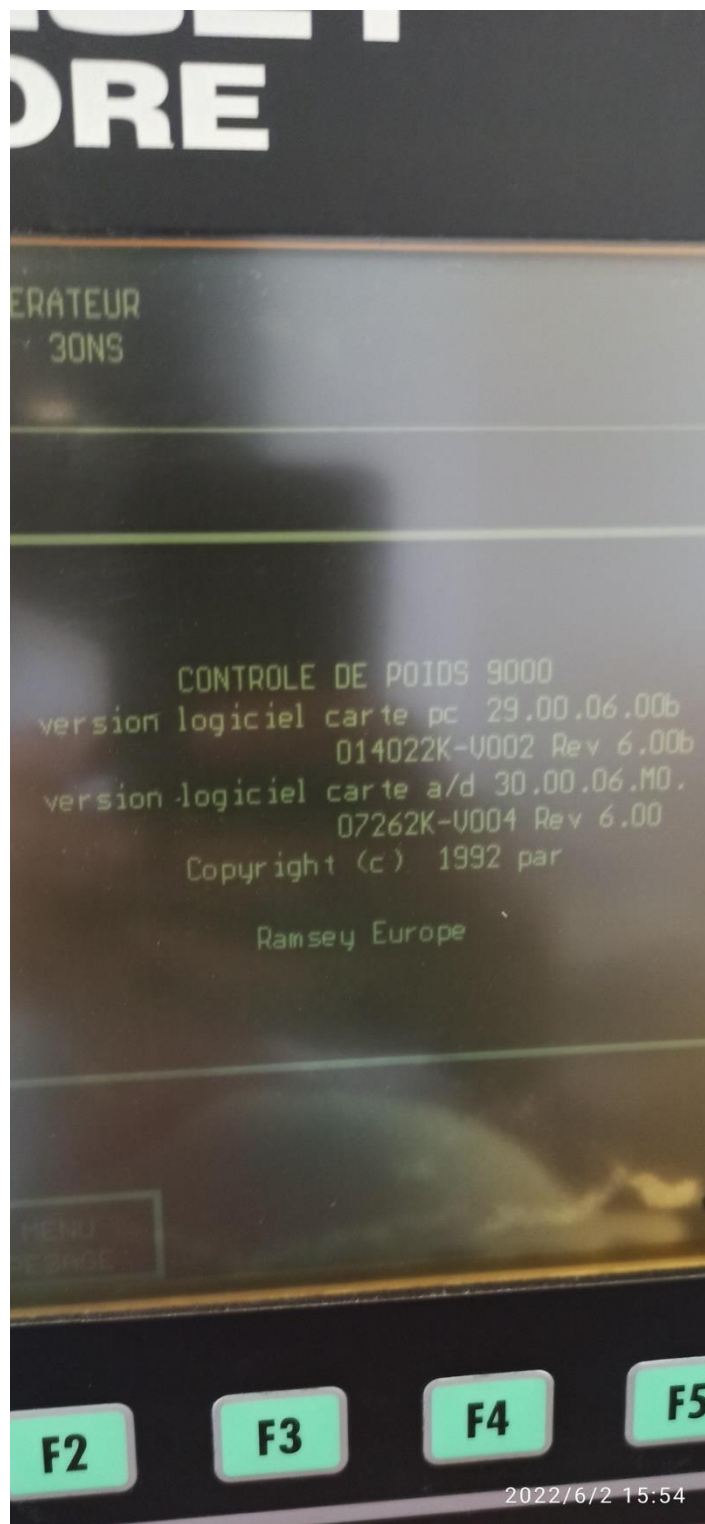 ORE
ERATEUR
30NS
CONTROLE DE POIDS 9000
version logiciel carte pc 29.00.06.00b
014022K-V002 Rev 6.00b
version logiciel carte a/d 30.00.06.MO.
07262K-V004 Rev 6.00
Copyright (c) 1992 par
Ramsey Europe
MENU
PESAGE
F2 F3 F4 F5
2022/6/2 15:54